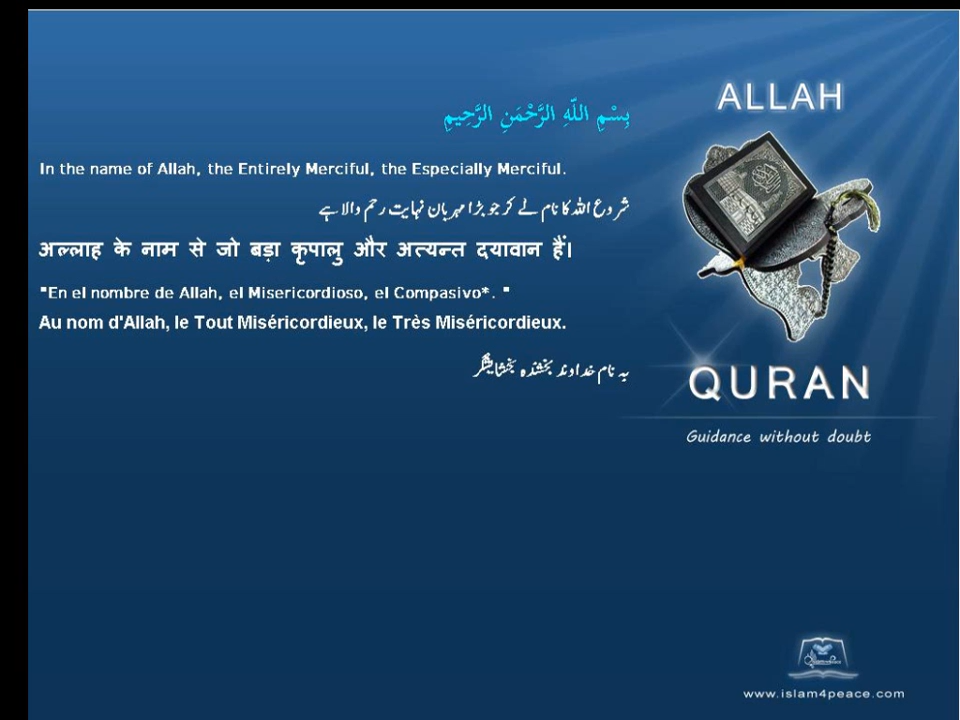 بِسْمِ اللّهِ الرَّحْمَنِ الرَّحِيمِ
In the name of Allah, the Entirely Merciful, the Especially Merciful.
شروع الله کا نام لے کر جو بڑا مہربان نہایت رحم والا ہے
अल्लाह के नाम से जो बड़ा कृपालु और अत्यन्त दयावान हैं।
"En el nombre de Allah, el Misericordioso, el Compasivo*. "
Au nom d'Allah, le Tout Miséricordieux, le Très Miséricordieux.
به نام خداوند بخشنده بخشایشگر
ALLAH
QURAN
Guidance without doubt
www.islam4peace.com